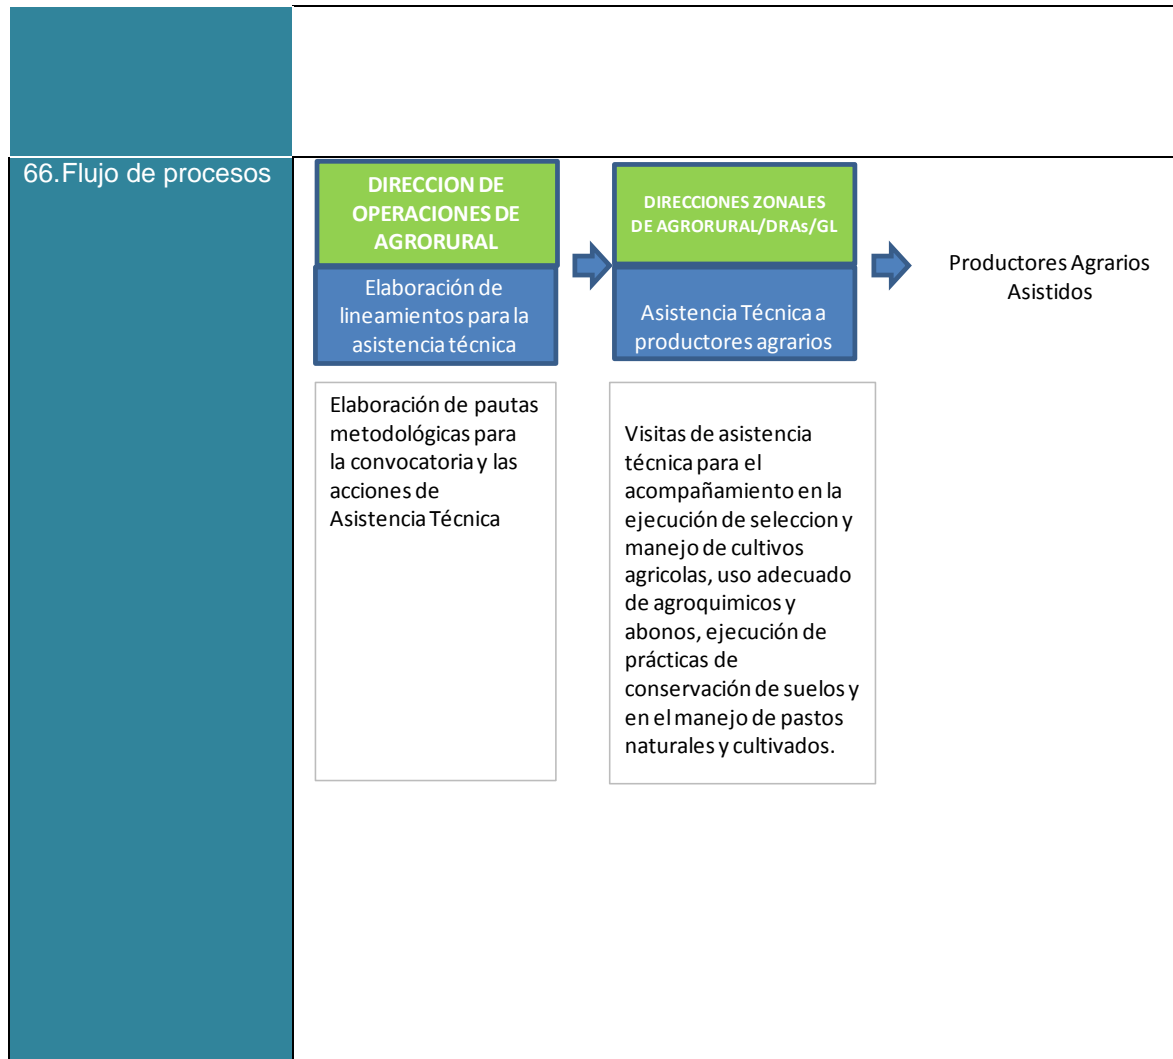 66.Flujo de procesos
DIRECCION DE
OPERACIONES DE
AGRORURAL
Elaboración de
lineamientos para la
asistencia técnica
DIRECCIONES ZONALES
DE AGRORURAL/DRAs/GL
Asistencia Técnica a
productores agrarios
Productores Agrarios
Asistidos
Elaboración de pautas
metodológicas para
la convocatoria y las
acciones de
Asistencia Técnica
Visitas de asistencia
técnica para el
acompañamiento en la
ejecución de seleccion y
manejo de cultivos
agricolas, uso adecuado
de agroquimicos y
abonos, ejecución de
prácticas de
conservación de suelos y
en el manejo de pastos
naturales y cultivados.